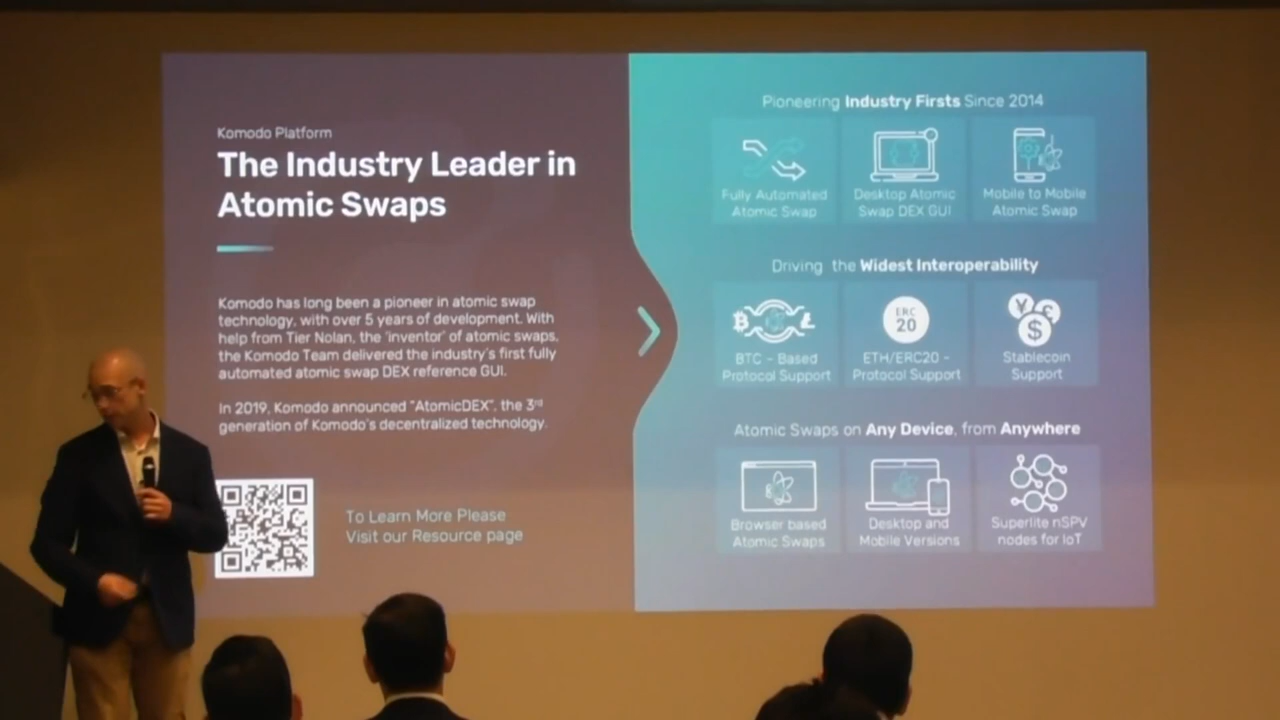 Komodo Platform
The Industry Leader in
Atomic Swaps
Komodo has long been a pioneer in atomic swap
technology, with over 5 years of development. With
help from Tier Nolan, the 'inventor' of atomic swaps,
the Komodo Team delivered the industry's first fully
automated atomic swap DEX reference GUI.
In 2019, Komodo announced "AtomicDEX", the 3rd
generation of Komodo's decentralized technology.
To Learn More Please
Visit our Resource page
Pioneering Industry Firsts Since 2014
Fully Automated
Atomic Swap
Desktop Atomic
Swap DEX GUI
Mobile to Mobile
Atomic Swap
Driving the Widest Interoperability
BTC - Based
Protocol Support
ERC
20
ETH/ERC20 -
Protocol Support
Stablecoin
Support
Atomic Swaps on Any Device, from Anywhere
Browser based
Atomic Swaps
Desktop and
Mobile Versions
Superlite nSPV
nodes for IoT